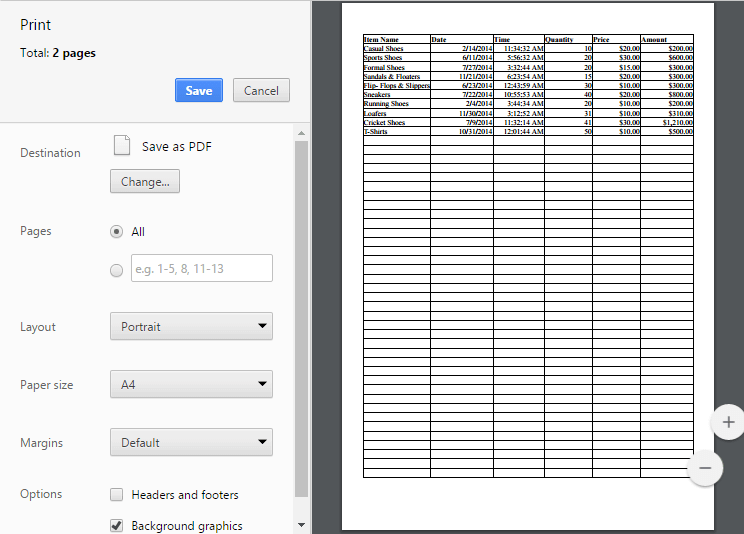 Print
Total: 2 pages
Save Cancel
Destination Save as PDF
Change...
Pages All
e.g. 1-5, 8, 11-13
Layout Portrait
Paper size A4
Margins Default
Options Headers and footers
Background graphics
Item Name Date Time Quantity Price Amount
Casual Shoes 2/14/2014 11:34:32 AM 10 $20.00 $200.00
Sports Shoes 6/11/2014 5:56:32 AM 20 $30.00 $600.00
Formal Shoes 7/27/2014 3:32:44 AM 20 $15.00 $300.00
Sandals & Floaters 11/21/2014 6:23:54 AM 15 $20.00 $300.00
Flip- Flops & Slippers 6/23/2014 12:43:59 AM 30 $10.00 $300.00
Sneakers 7/22/2014 10:55:53 AM 40 $20.00 $800.00
Running Shoes 2/4/2014 3:44:34 AM 20 $10.00 $200.00
Loafers 11/30/2014 3:12:52 AM 31 $10.00 $310.00
Cricket Shoes 7/9/2014 11:32:14 AM 41 $30.00 $1,210.00
T-Shirts 10/31/2014 12:01:44 AM 50 $10.00 $500.00